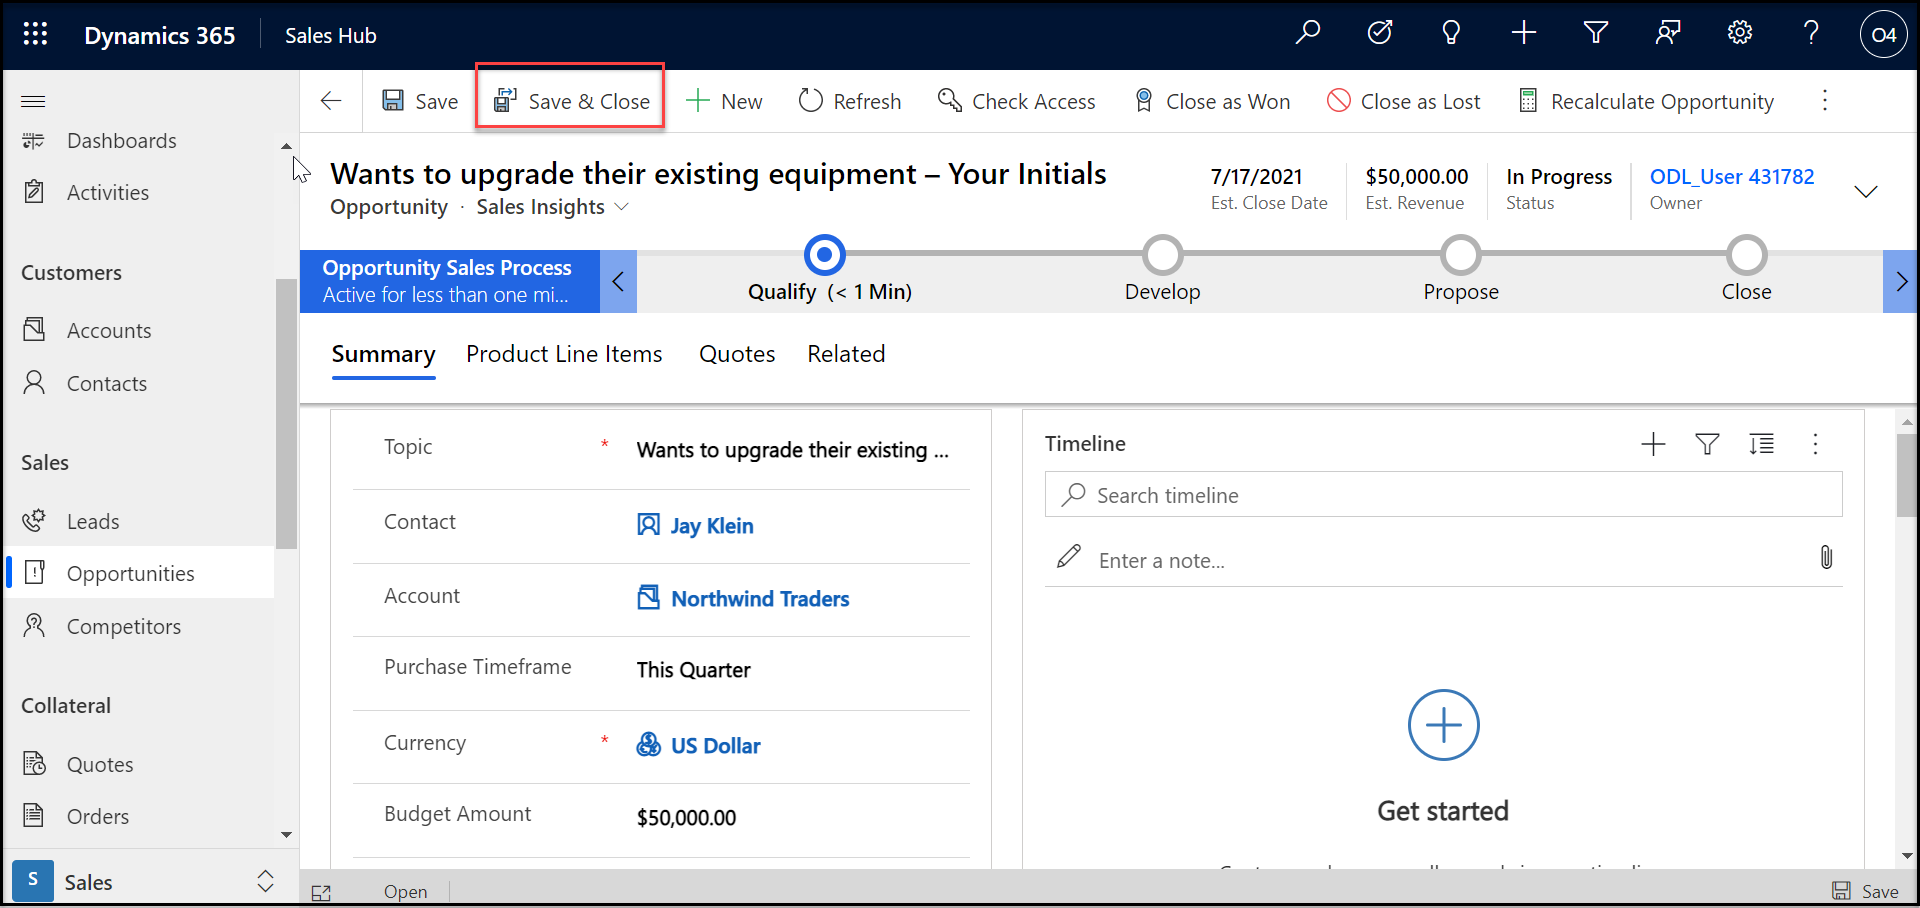 Dynamics 365 Sales Hub O4
Save Save & Close New Refresh Check Access Close as Won Close as Lost Recalculate Opportunity
Dashboards
Activities
Customers
Accounts
Contacts
Sales
Leads
Opportunities
Competitors
Collateral
Quotes
Orders
S Sales
Wants to upgrade their existing equipment – Your Initials
Opportunity · Sales Insights
7/17/2021 $50,000.00 In Progress ODL_User 431782
Est. Close Date Est. Revenue Status Owner
Opportunity Sales Process
Active for less than one mi...
Qualify (< 1 Min) Develop Propose Close
Summary Product Line Items Quotes Related
Topic * Wants to upgrade their existing ...
Contact Jay Klein
Account Northwind Traders
Purchase Timeframe This Quarter
Currency * US Dollar
Budget Amount $50,000.00
Timeline
Search timeline
Enter a note...
Get started
Open Save